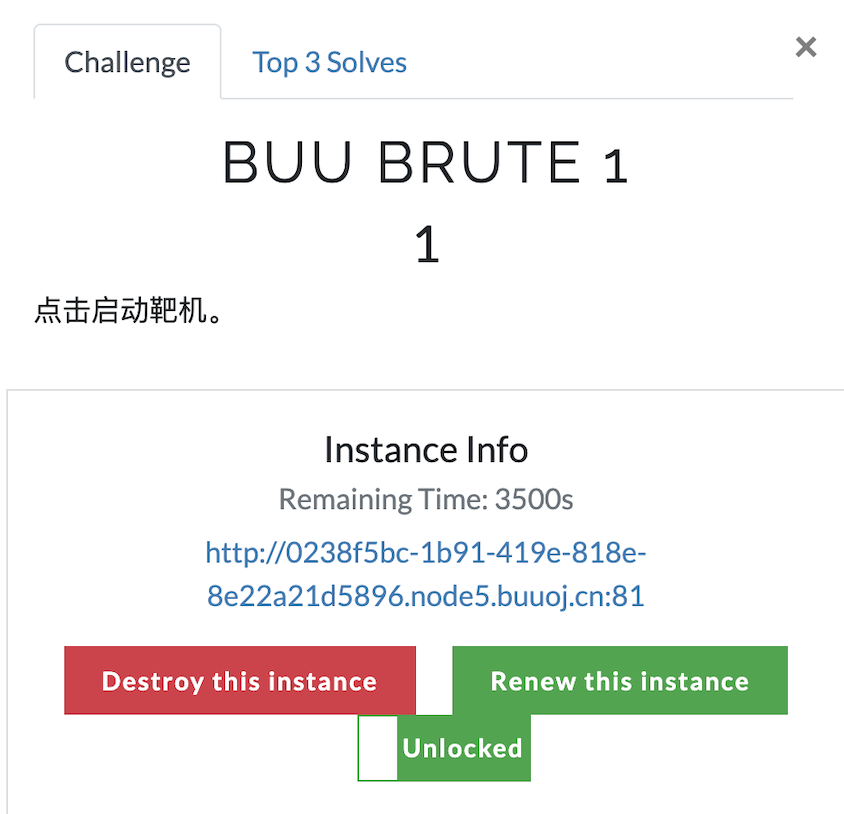 Challenge
Top 3 Solves
×
BUU BRUTE 1
1
点击启动靶机。
Instance Info
Remaining Time: 3500s
http://0238f5bc-1b91-419e-818e-
8e22a21d5896.node5.buuoj.cn:81
Destroy this instance
Renew this instance
Unlocked